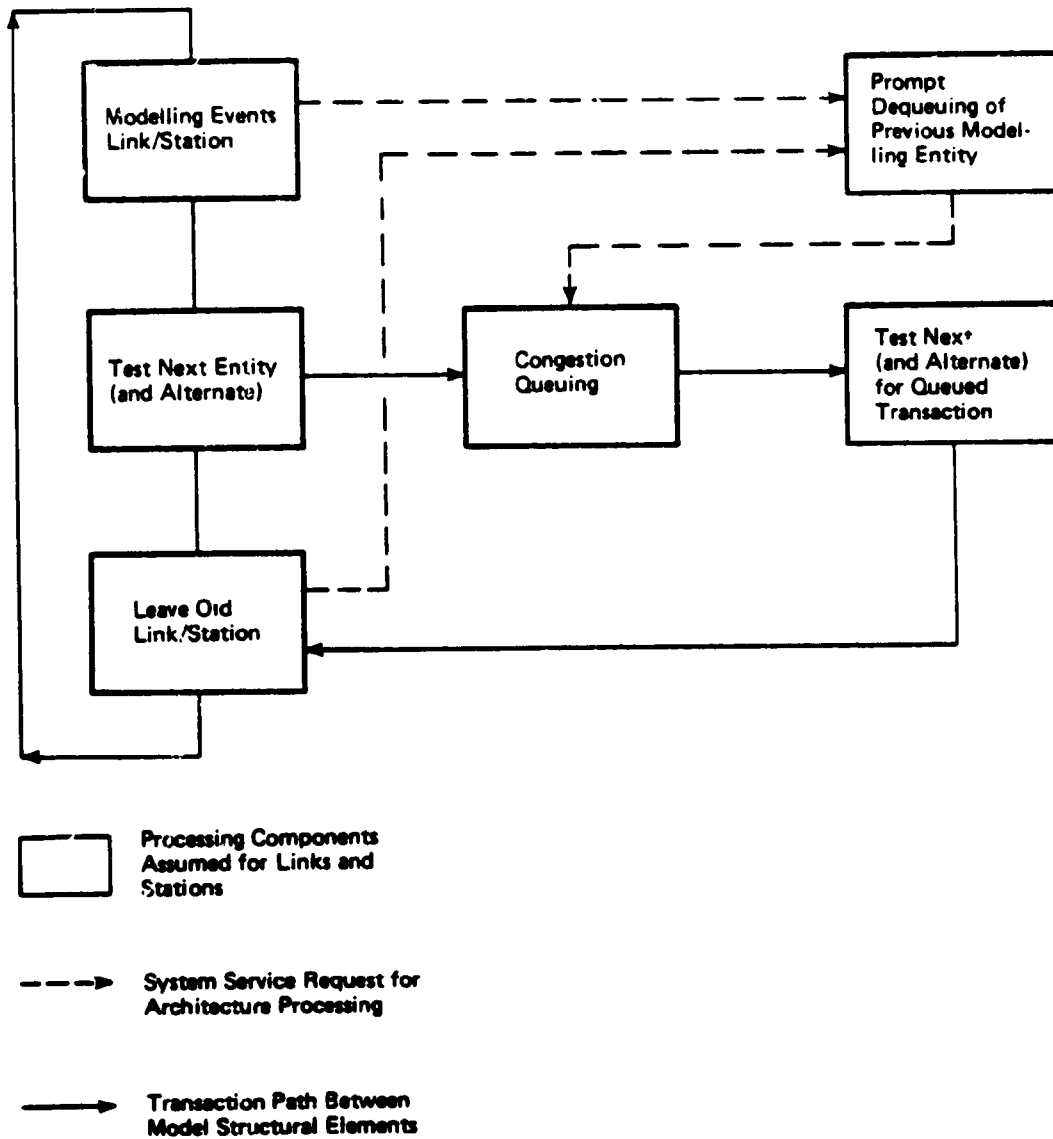 Modelling Events
Link/Station
Prompt
Dequeuing of
Previous Model-
ling Entity
Test Next Entity
(and Alternate)
Congestion
Queuing
Test Next
(and Alternate)
for Queued
Transaction
Leave Old
Link/Station
Processing Components
Assumed for Links and
Stations
System Service Request for
Architecture Processing
Transaction Path Between
Model Structural Elements